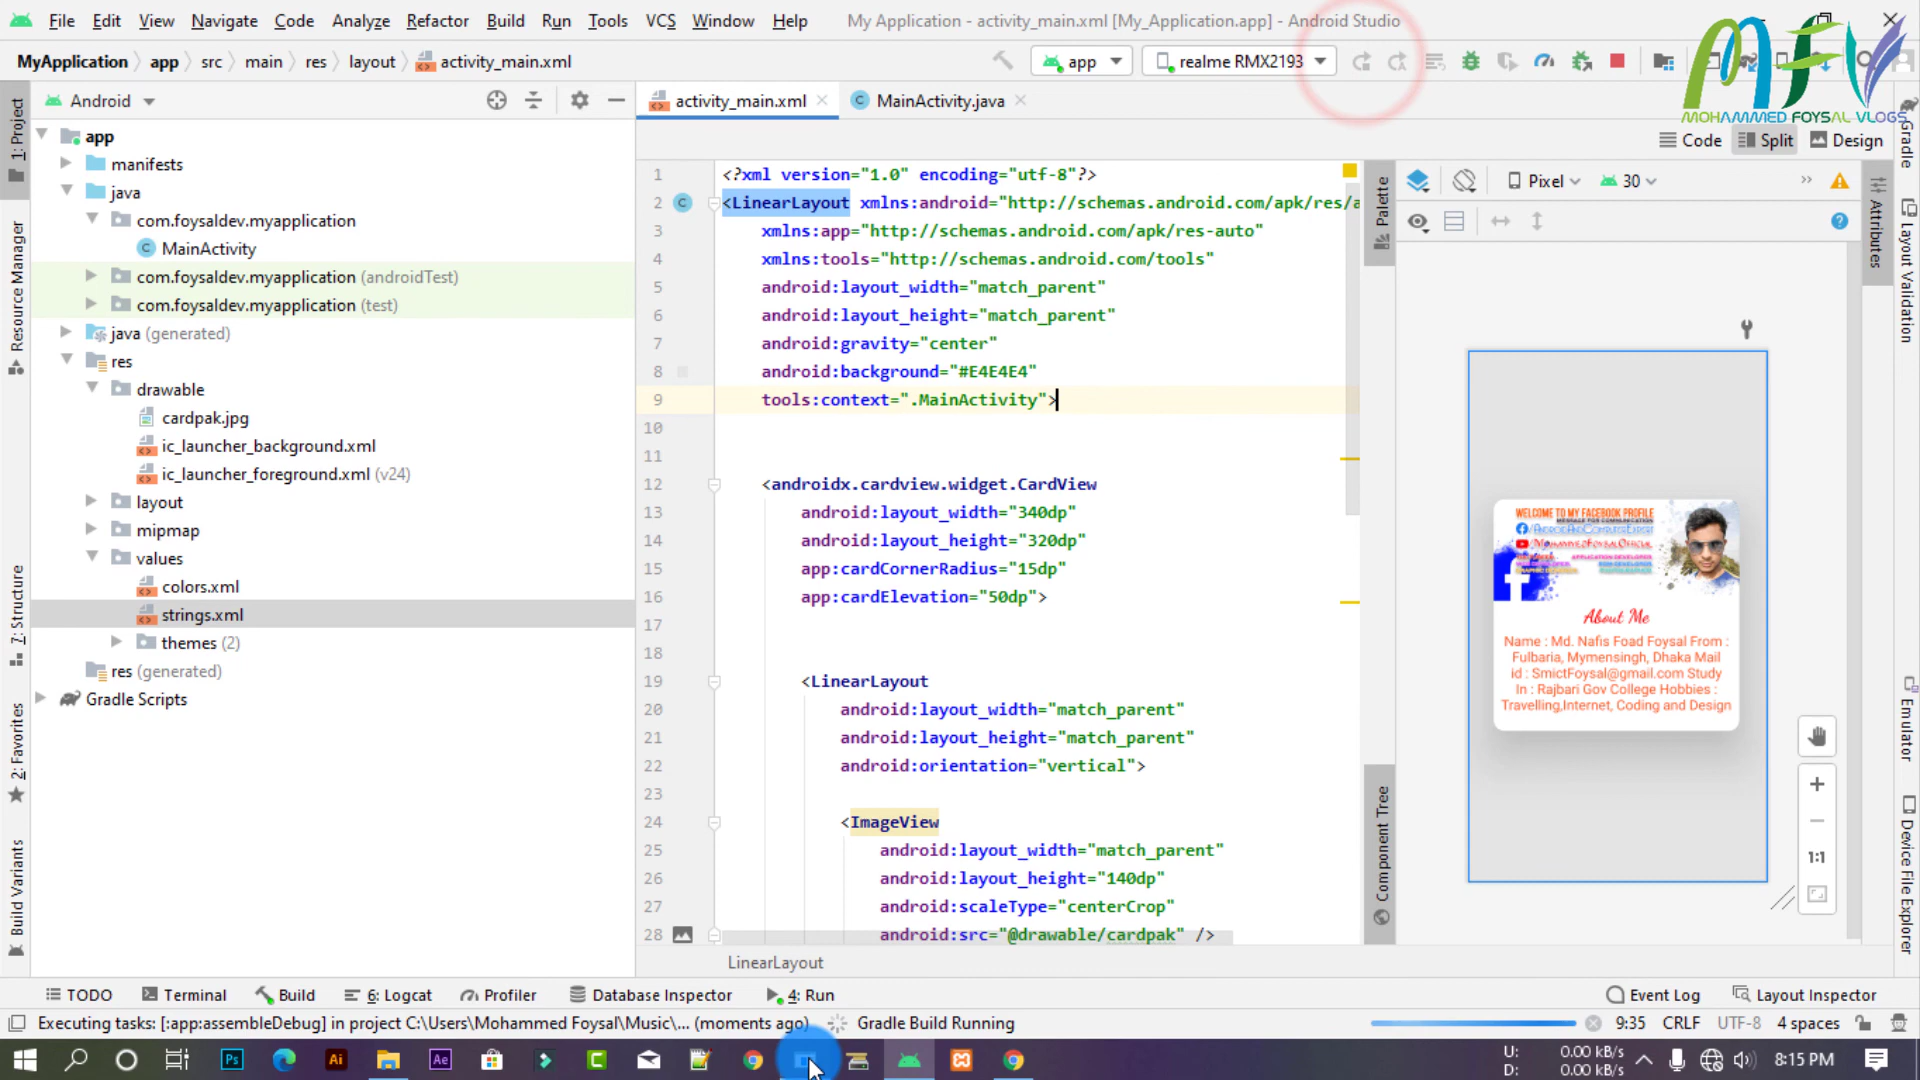 File Edit View Navigate Code Analyze Refactor Build Run Tools VCS Window Help My Application - activity_main.xml [My_Application.app] - Android Studio
MFV
MOHAMMED FOYSAL VLOGS
MyApplication app src main res layout activity_main.xml app realme RMX2193
Android activity_main.xml MainActivity.java
Code Split Design
1: Project
Resource Manager
7: Structure
2: Favorites
Build Variants
app
manifests
java
com.foysaldev.myapplication
MainActivity
com.foysaldev.myapplication (androidTest)
com.foysaldev.myapplication (test)
java (generated)
res
drawable
cardpak.jpg
ic_launcher_background.xml
ic_launcher_foreground.xml (v24)
layout
mipmap
values
colors.xml
strings.xml
themes (2)
res (generated)
Gradle Scripts
1 <?xml version="1.0" encoding="utf-8"?>
2 <LinearLayout xmlns:android="http://schemas.android.com/apk/res/a
3 xmlns:app="http://schemas.android.com/apk/res-auto"
4 xmlns:tools="http://schemas.android.com/tools"
5 android:layout_width="match_parent"
6 android:layout_height="match_parent"
7 android:gravity="center"
8 android:background="#E4E4E4"
9 tools:context=".MainActivity">
10
11
12 <androidx.cardview.widget.CardView
13 android:layout_width="340dp"
14 android:layout_height="320dp"
15 app:cardCornerRadius="15dp"
16 app:cardElevation="50dp">
17
18
19 <LinearLayout
20 android:layout_width="match_parent"
21 android:layout_height="match_parent"
22 android:orientation="vertical">
23
24 <ImageView
25 android:layout_width="match_parent"
26 android:layout_height="140dp"
27 android:scaleType="centerCrop"
28 android:src="@drawable/cardpak" />
LinearLayout
Palette
Component Tree
Pixel 30
WELCOME TO MY FACEBOOK PROFILE
About Me
Name : Md. Nafis Foad Foysal From :
Fulbaria, Mymensingh, Dhaka Mail
id : SmictFoysal@gmail.com Study
In : Rajbari Gov College Hobbies :
Travelling,Internet, Coding and Design
1:1
Attributes
Gradle
Layout Validation
Emulator
Device File Explorer
TODO Terminal Build 6: Logcat Profiler Database Inspector 4: Run Event Log Layout Inspector
Executing tasks: [:app:assembleDebug] in project C:\Users\Mohammed Foysal\Music\... (moments ago) Gradle Build Running 9:35 CRLF UTF-8 4 spaces
Ps Ai Ae C
U: 0.00 kB/s
D: 0.00 kB/s
8:15 PM